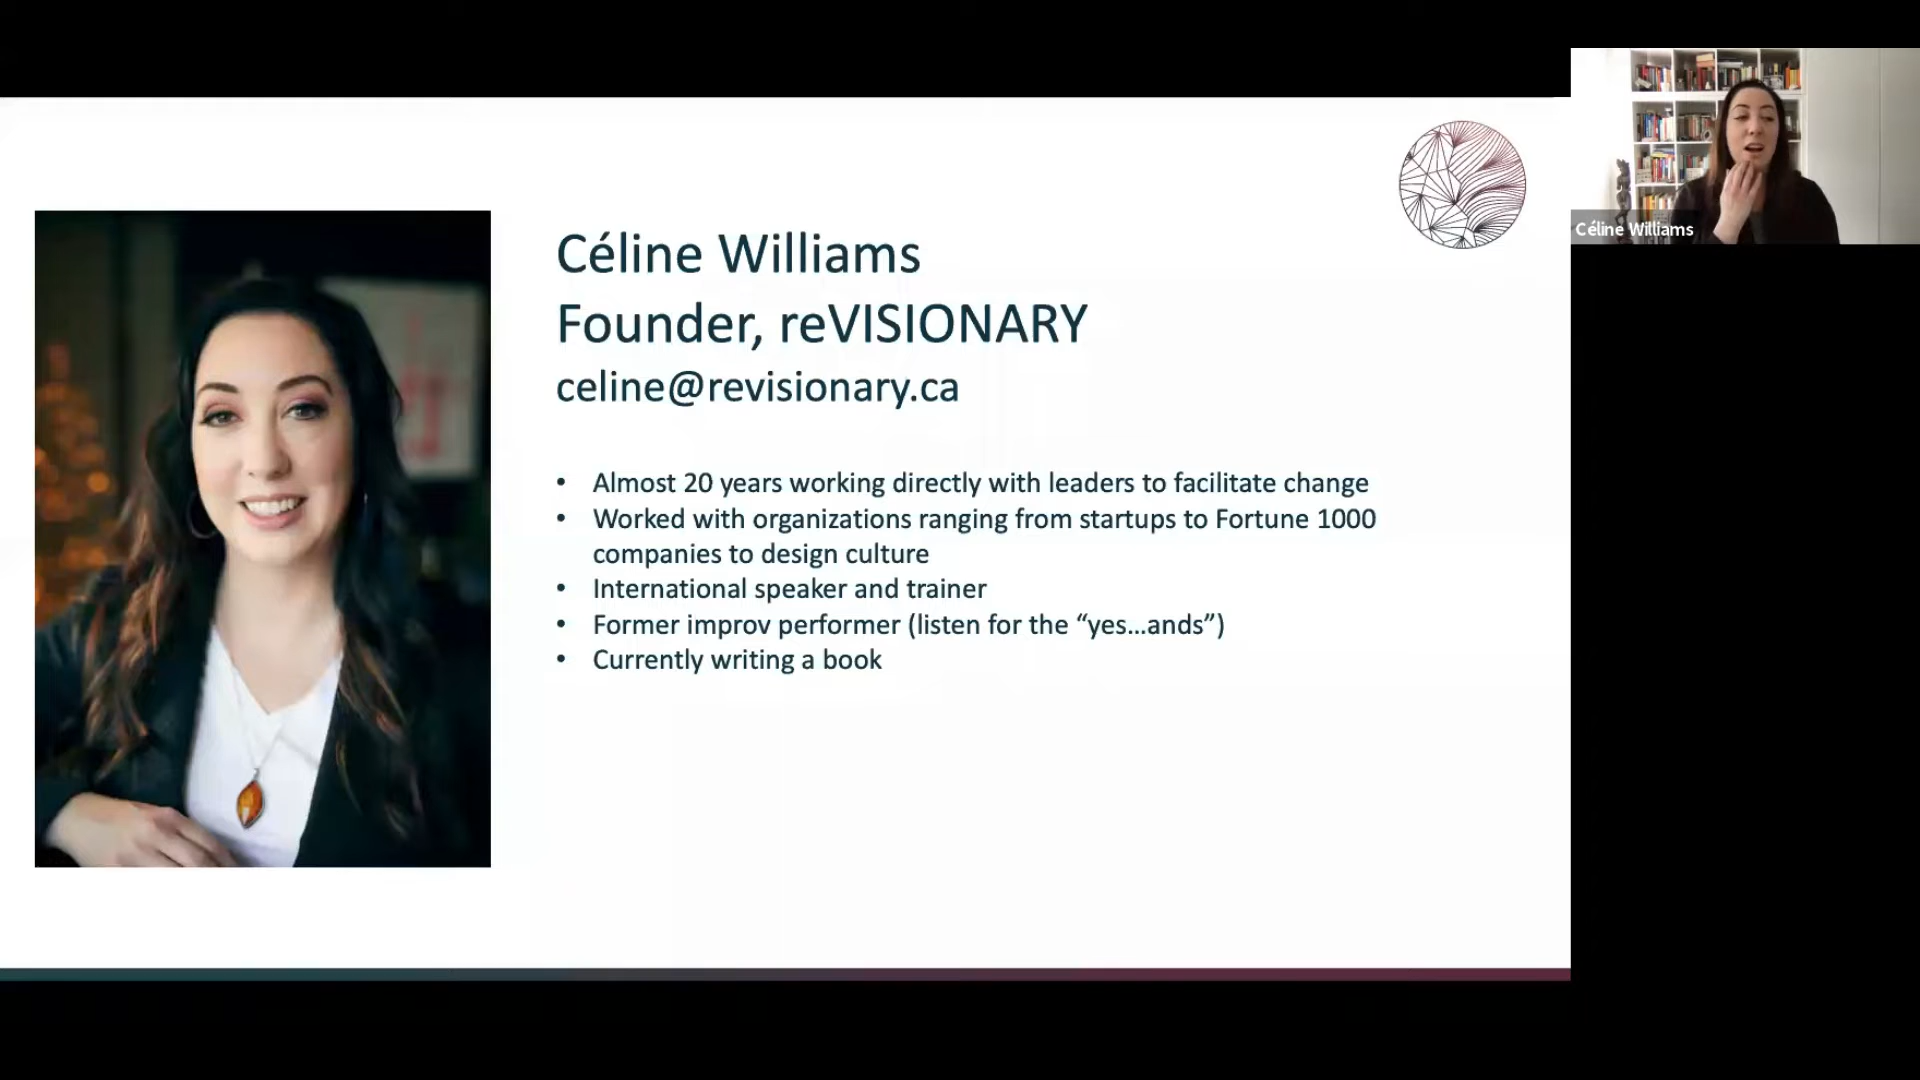 Céline Williams
Founder, reVISIONARY
celine@revisionary.ca
• Almost 20 years working directly with leaders to facilitate change
• Worked with organizations ranging from startups to Fortune 1000
companies to design culture
• International speaker and trainer
• Former improv performer (listen for the “yes...ands”)
• Currently writing a book
Céline Williams